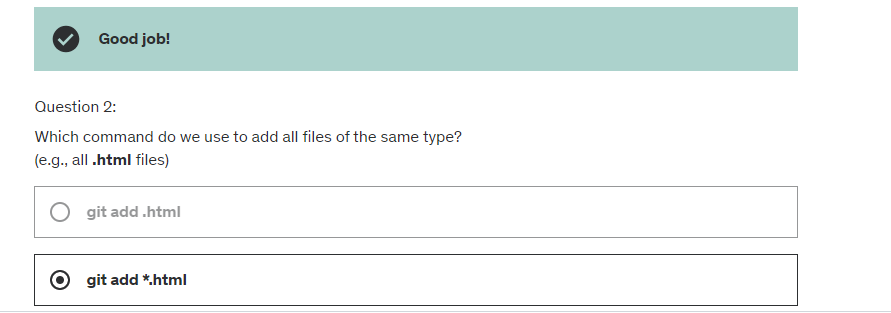 Good job!
Question 2:
Which command do we use to add all files of the same type?
(e.g., all .html files)
git add .html
git add *.html